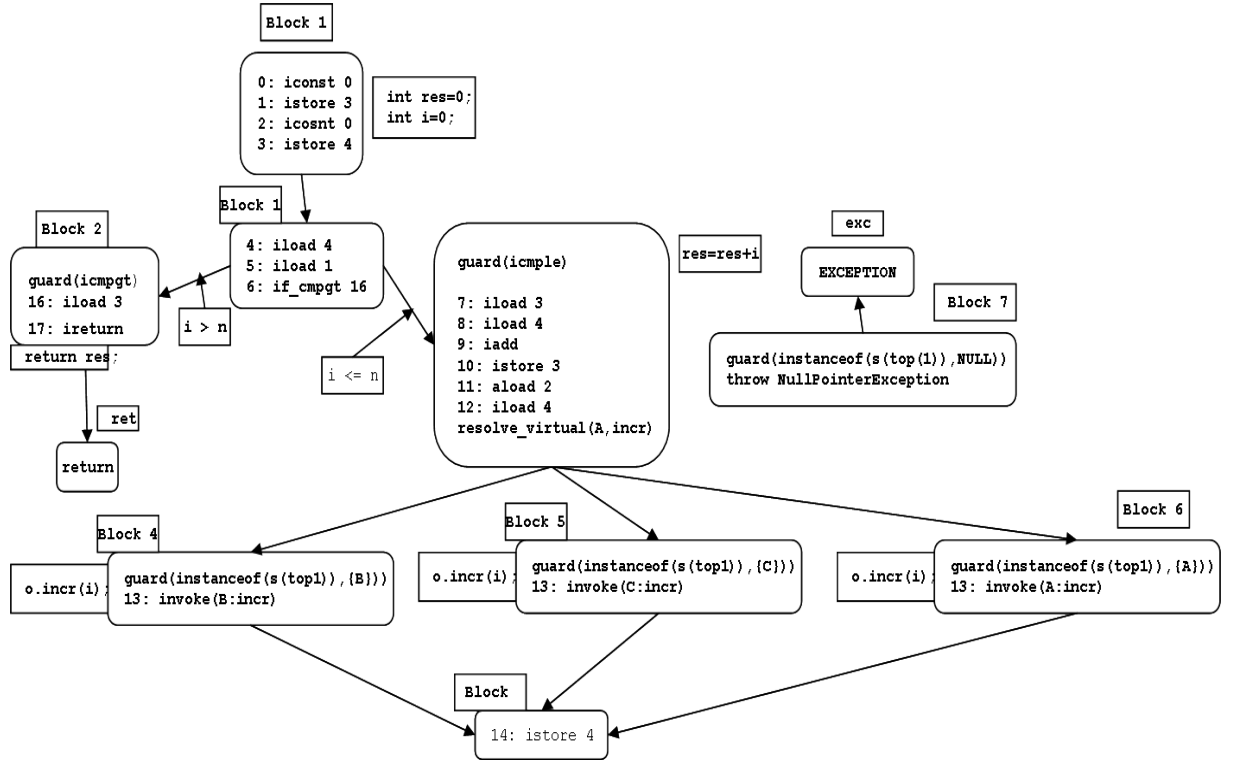 Block 1
0: iconst 0
1: istore 3
2: icosnt 0
3: istore 4
int res=0;
int i=0;
Block 1
4: iload 4
5: iload 1
6: if_cmpgt 16
Block 2
guard(icmpgt)
16: iload 3
17: ireturn
return res;
i > n
i <= n
ret
return
guard(icmple)
7: iload 3
8: iload 4
9: iadd
10: istore 3
11: aload 2
12: iload 4
resolve_virtual(A,incr)
res=res+i
exc
EXCEPTION
Block 7
guard(instanceof(s(top(1)),NULL))
throw NullPointerException
Block 4
o.incr(i);
guard(instanceof(s(top1)),{B}))
13: invoke(B:incr)
Block 5
o.incr(i);
guard(instanceof(s(top1)),{C}))
13: invoke(C:incr)
Block 6
o.incr(i);
guard(instanceof(s(top1)),{A}))
13: invoke(A:incr)
Block
14: istore 4